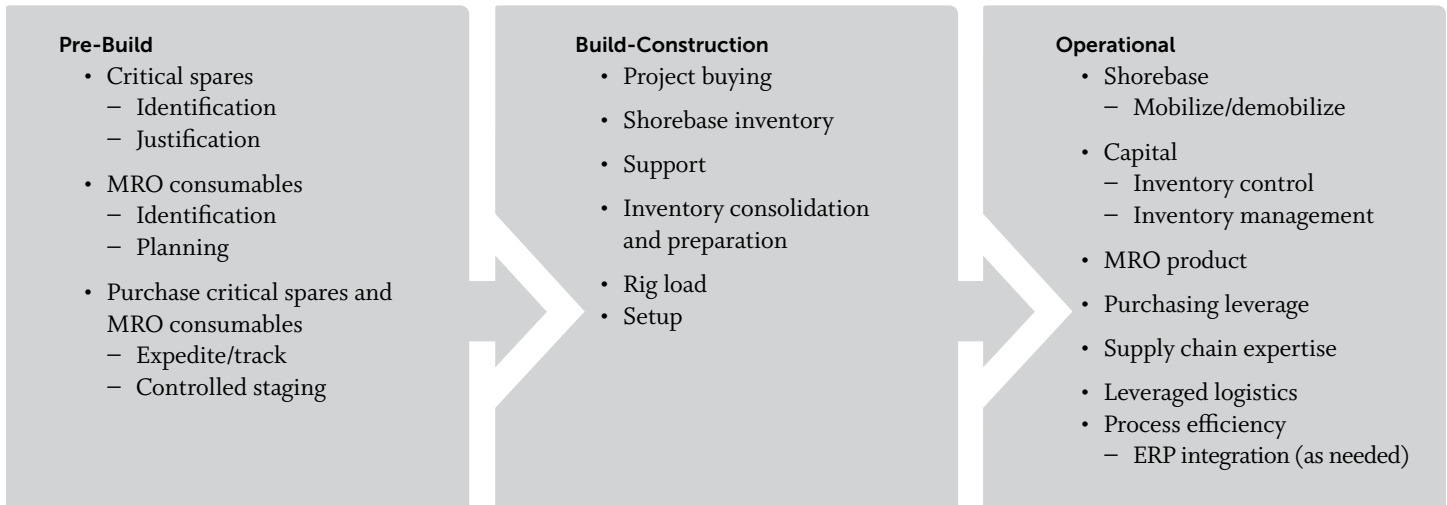 Pre-Build
• Critical spares
– Identification
– Justification
• MRO consumables
– Identification
– Planning
• Purchase critical spares and
MRO consumables
– Expedite/track
– Controlled staging
Build-Construction
• Project buying
• Shorebase inventory
• Support
• Inventory consolidation
and preparation
• Rig load
• Setup
Operational
• Shorebase
– Mobilize/demobilize
• Capital
– Inventory control
– Inventory management
• MRO product
• Purchasing leverage
• Supply chain expertise
• Leveraged logistics
• Process efficiency
– ERP integration (as needed)